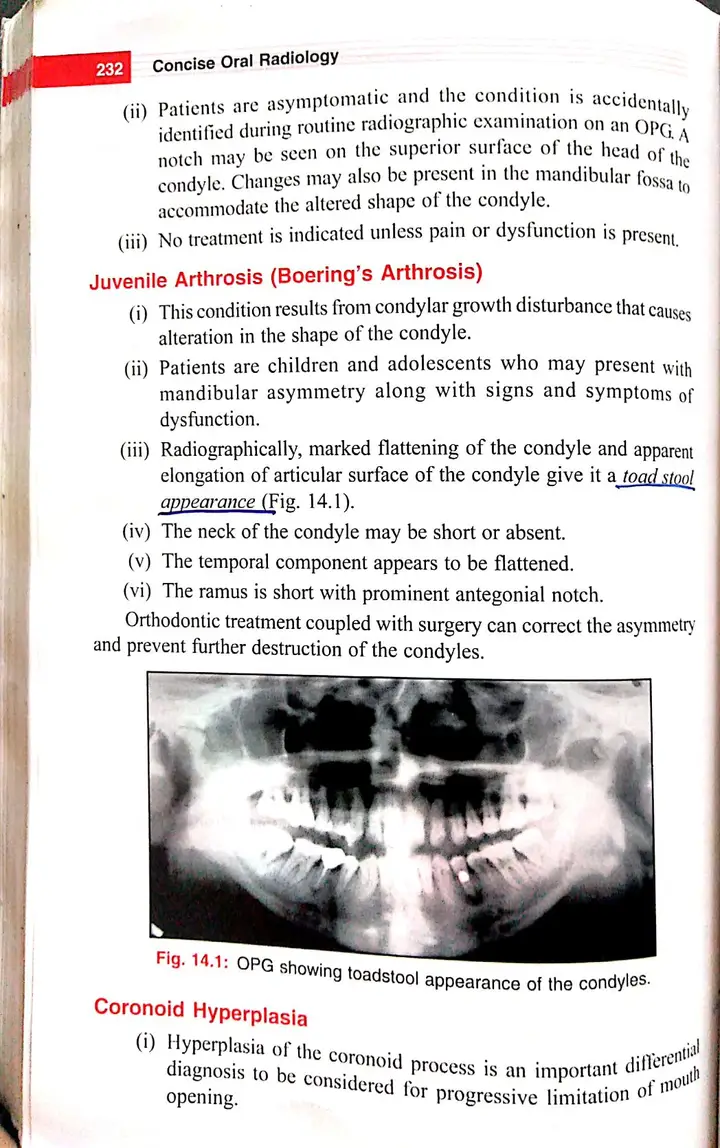 232 Concise Oral Radiology
(ii) Patients are asymptomatic and the condition is accidentally
identified during routine radiographic examination on an OPG. A
notch may be seen on the superior surface of the head of the
condyle. Changes may also be present in the mandibular fossa to
accommodate the altered shape of the condyle.
(iii) No treatment is indicated unless pain or dysfunction is present.
Juvenile Arthrosis (Boering's Arthrosis)
(i) This condition results from condylar growth disturbance that causes
alteration in the shape of the condyle.
(ii) Patients are children and adolescents who may present with
mandibular asymmetry along with signs and symptoms of
dysfunction.
(iii) Radiographically, marked flattening of the condyle and apparent
elongation of articular surface of the condyle give it a toad stool
appearance (Fig. 14.1).
(iv) The neck of the condyle may be short or absent.
(v) The temporal component appears to be flattened.
(vi) The ramus is short with prominent antegonial notch.
Orthodontic treatment coupled with surgery can correct the asymmetry
and prevent further destruction of the condyles.
Fig. 14.1: OPG showing toadstool appearance of the condyles.
Coronoid Hyperplasia
(i) Hyperplasia of the coronoid process is an important differential
diagnosis to be considered for progressive limitation of mouth
opening.